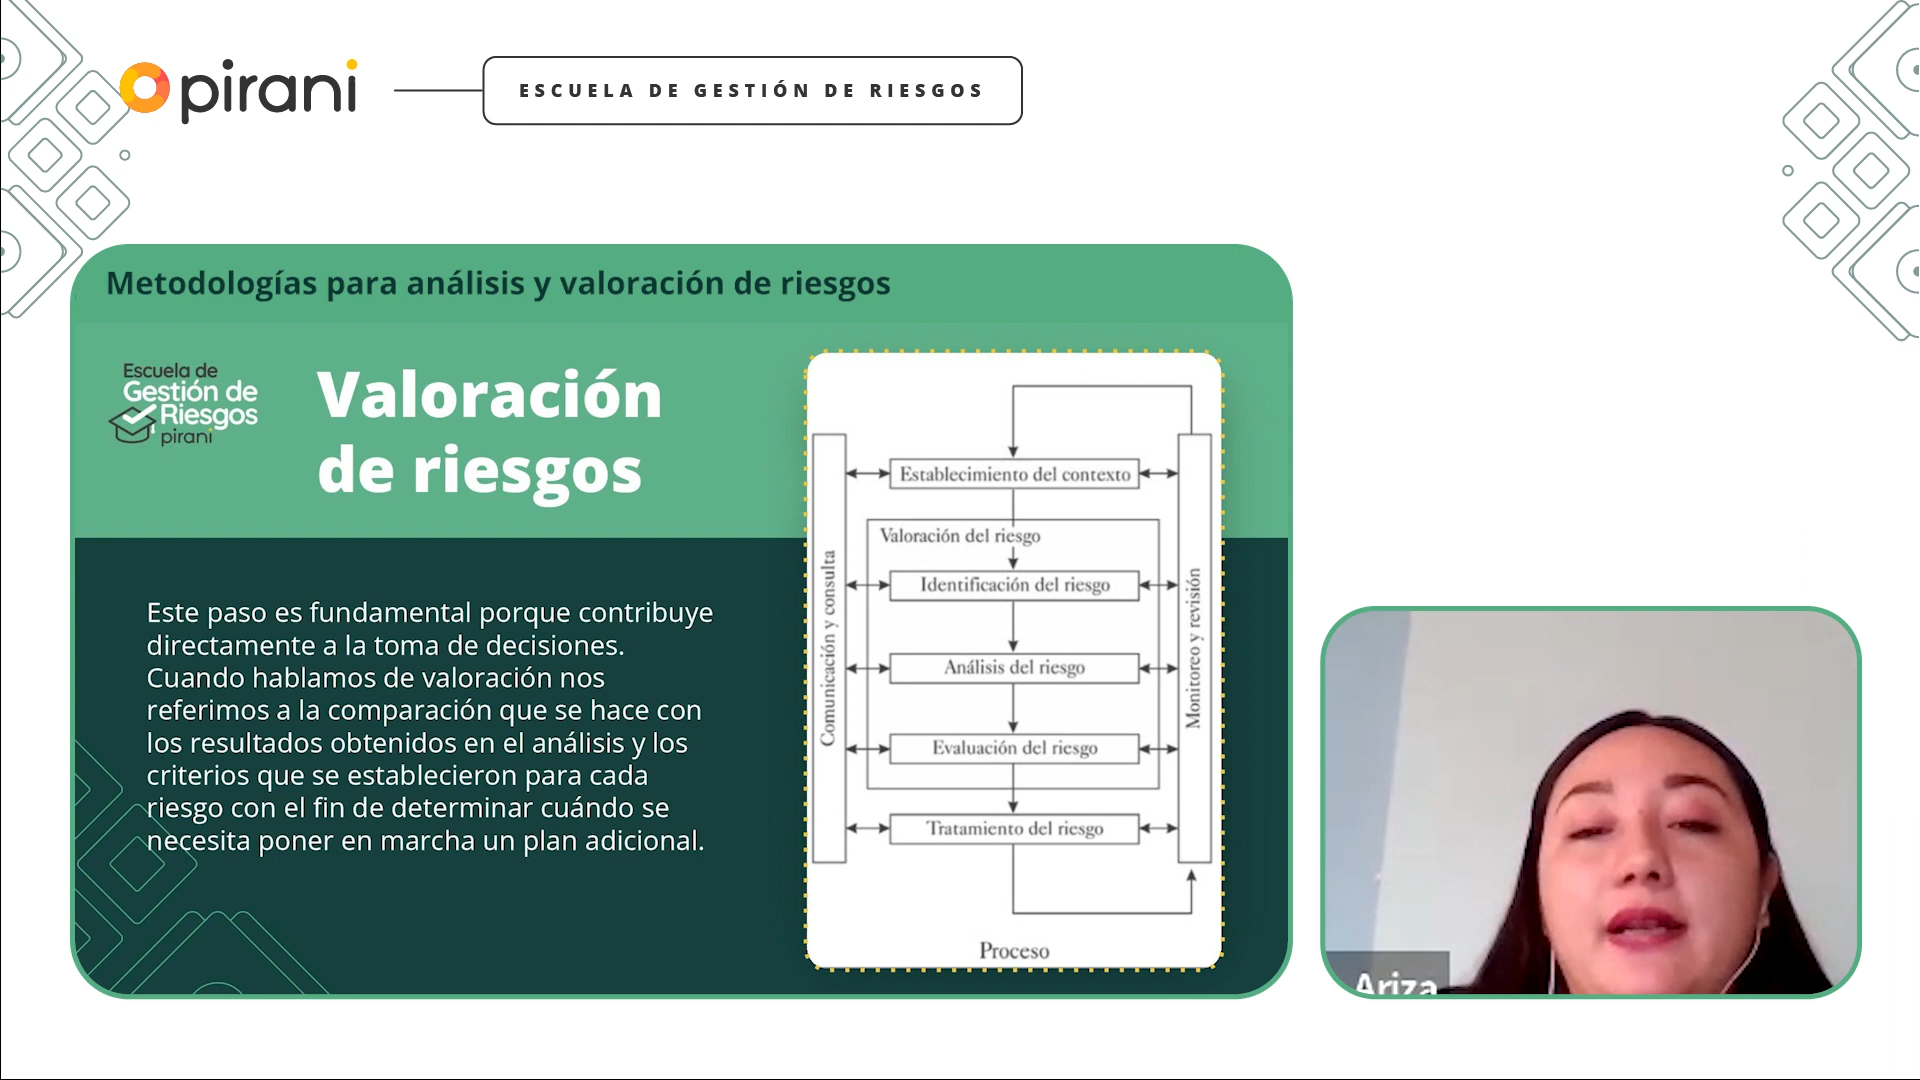 pirani
ESCUELA DE GESTIÓN DE RIESGOS
Metodologías para análisis y valoración de riesgos
Escuela de
Gestión de
Riesgos
pirani
Valoración
de riesgos
Este paso es fundamental porque contribuye
directamente a la toma de decisiones.
Cuando hablamos de valoración nos
referimos a la comparación que se hace con
los resultados obtenidos en el análisis y los
criterios que se establecieron para cada
riesgo con el fin de determinar cuándo se
necesita poner en marcha un plan adicional.
Comunicación y consulta
Establecimiento del contexto
Valoración del riesgo
Identificación del riesgo
Análisis del riesgo
Evaluación del riesgo
Tratamiento del riesgo
Monitoreo y revisión
Proceso
Ariza